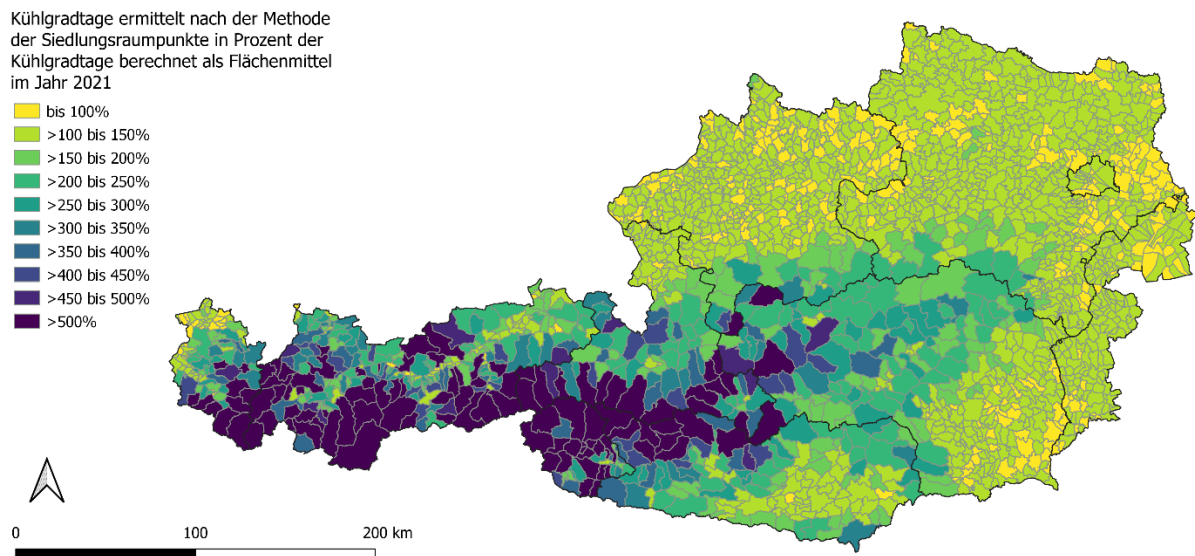 Kühlgradtage ermittelt nach der Methode
der Siedlungsraumpunkte in Prozent der
Kühlgradtage berechnet als Flächenmittel
im Jahr 2021
bis 100%
>100 bis 150%
>150 bis 200%
>200 bis 250%
>250 bis 300%
>300 bis 350%
>350 bis 400%
>400 bis 450%
>450 bis 500%
>500%
0 100 200 km